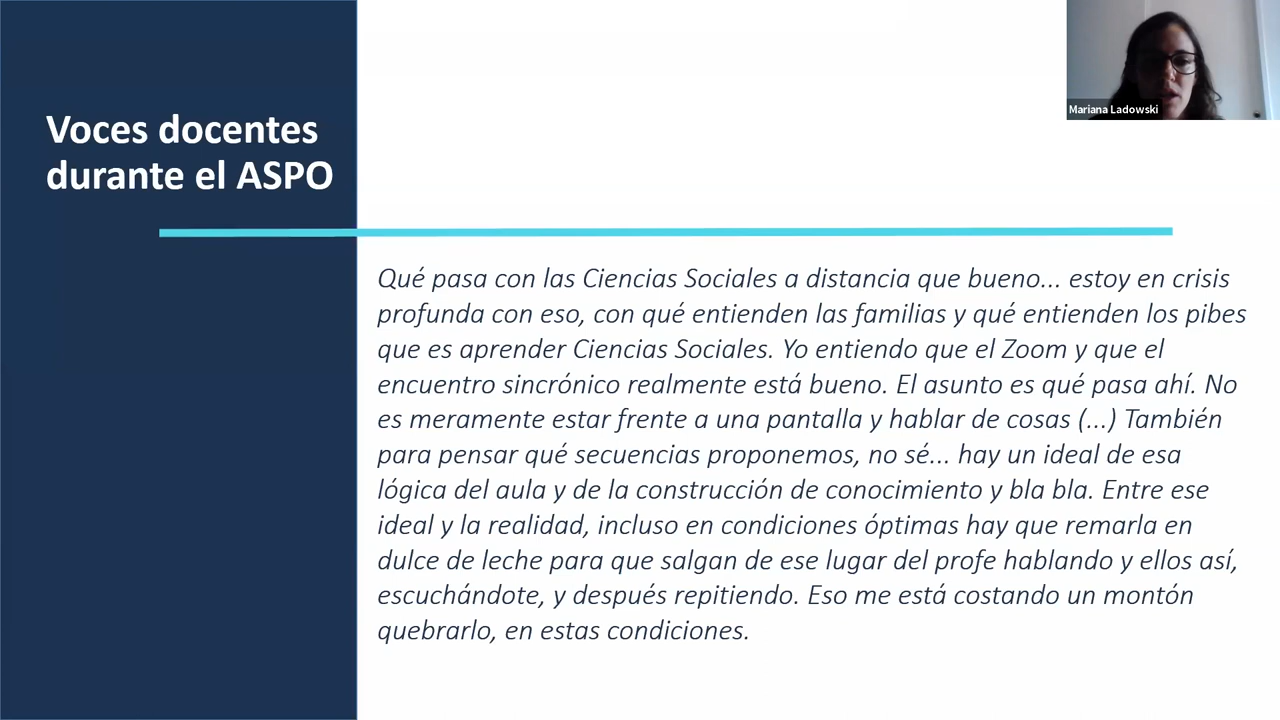 Voces docentes
durante el ASPO
Mariana Ladowski
Qué pasa con las Ciencias Sociales a distancia que bueno... estoy en crisis
profunda con eso, con qué entienden las familias y qué entienden los pibes
que es aprender Ciencias Sociales. Yo entiendo que el Zoom y que el
encuentro sincrónico realmente está bueno. El asunto es qué pasa ahí. No
es meramente estar frente a una pantalla y hablar de cosas (...) También
para pensar qué secuencias proponemos, no sé... hay un ideal de esa
lógica del aula y de la construcción de conocimiento y bla bla. Entre ese
ideal y la realidad, incluso en condiciones óptimas hay que remarla en
dulce de leche para que salgan de ese lugar del profe hablando y ellos así,
escuchándote, y después repitiendo. Eso me está costando un montón
quebrarlo, en estas condiciones.